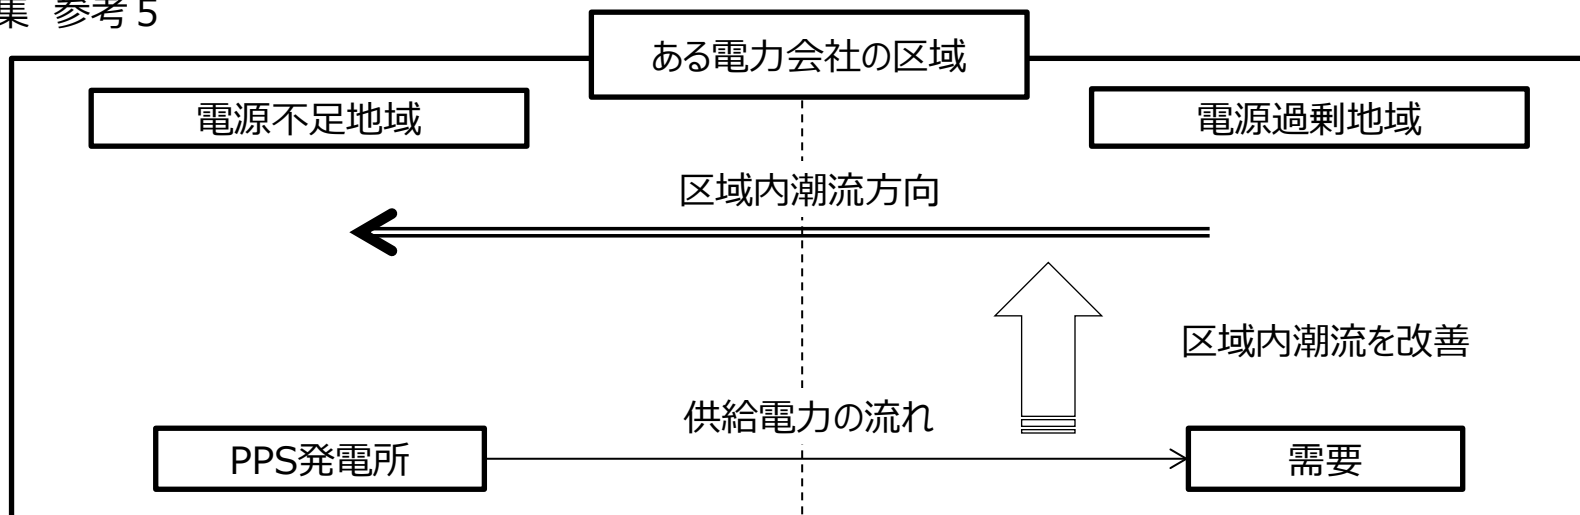 集 参考５
ある電力会社の区域
電源不足地域
電源過剰地域
区域内潮流方向
区域内潮流を改善
供給電力の流れ
PPS発電所
需要